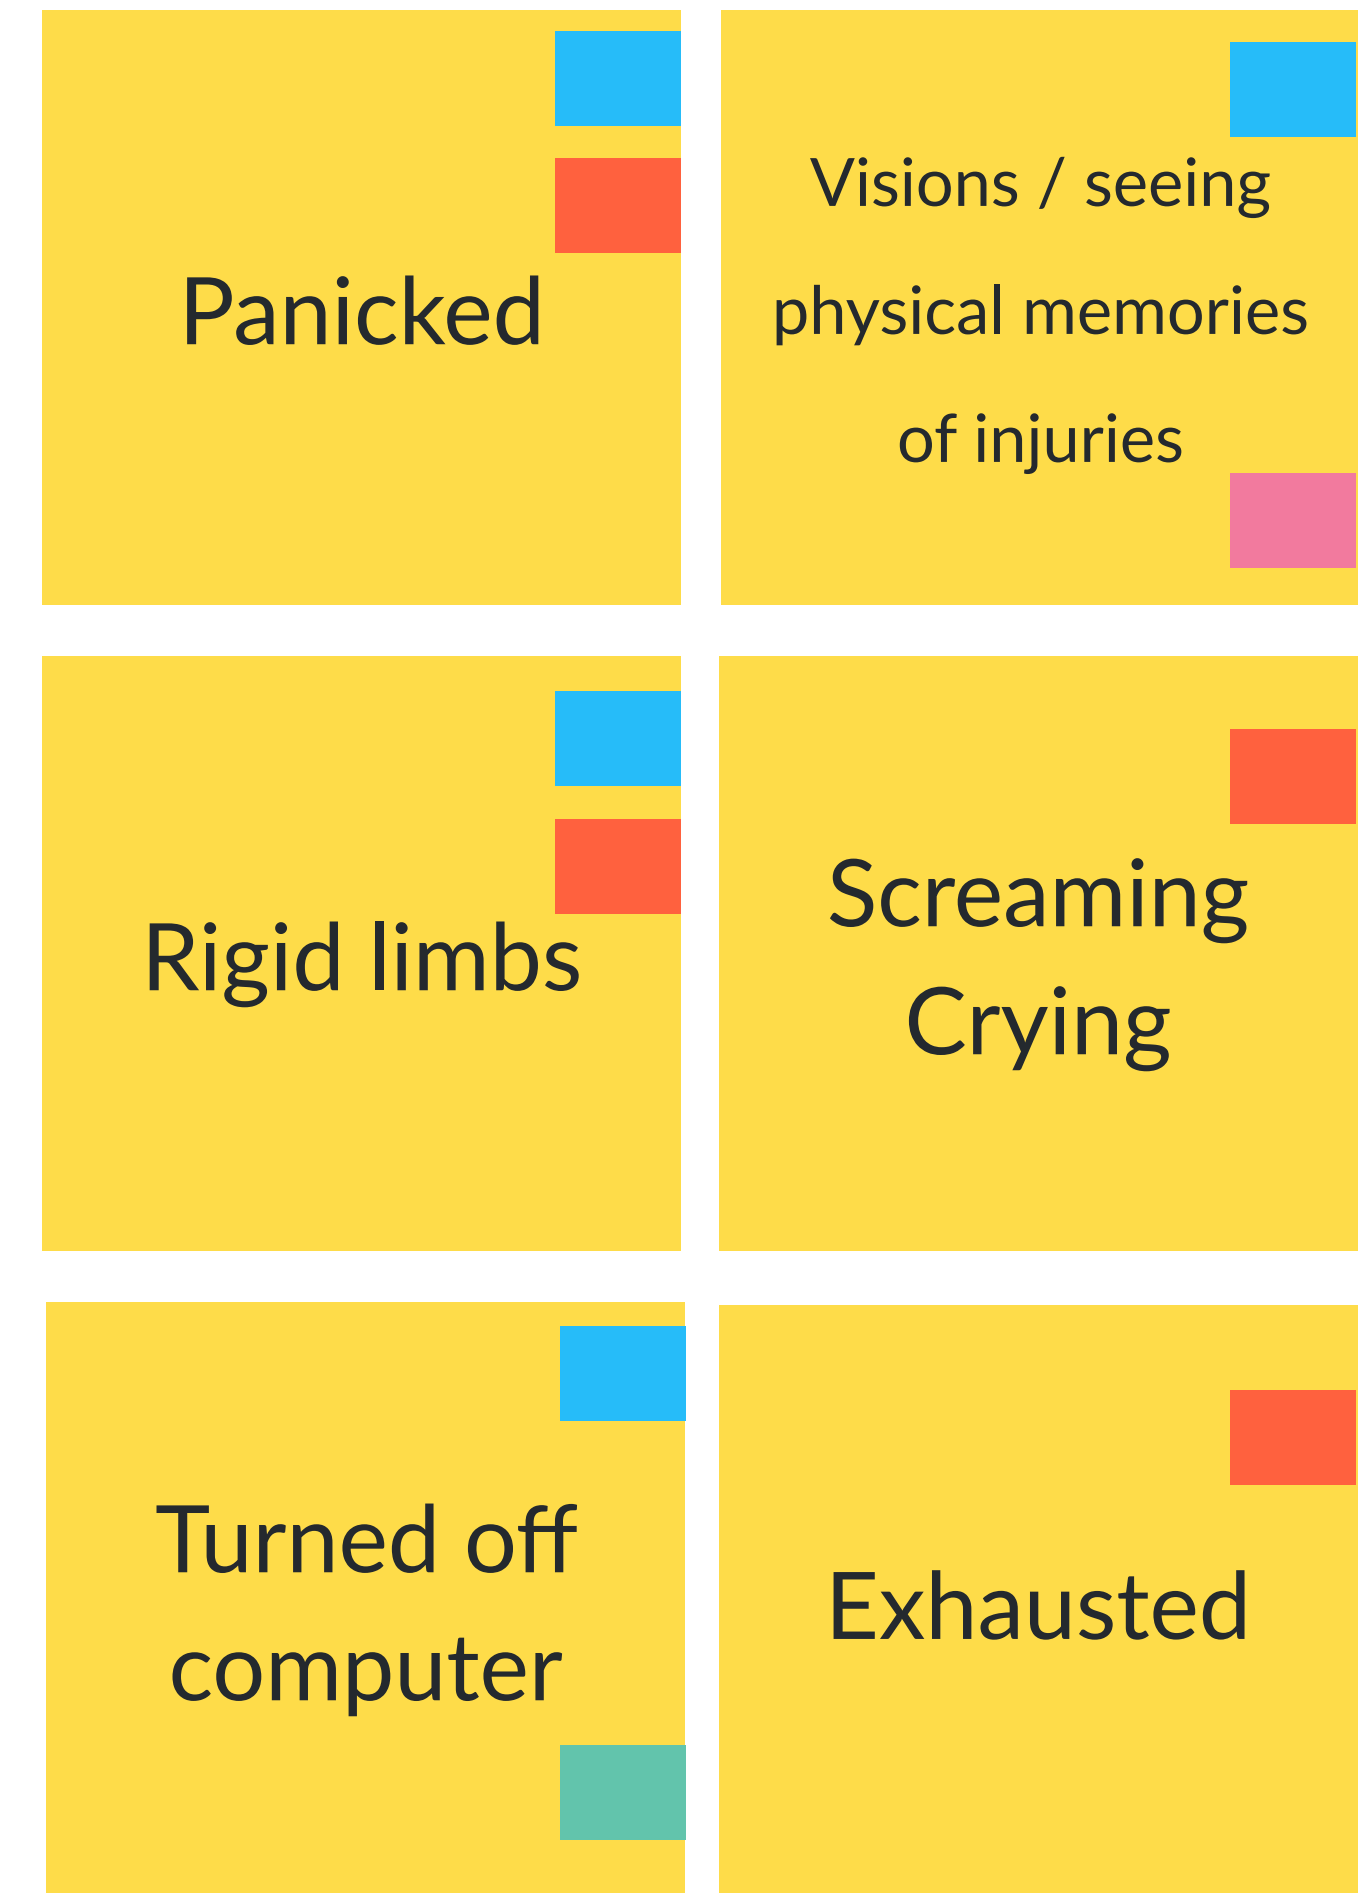 Panicked
Visions / seeing
physical memories
of injuries
Rigid limbs
Screaming
Crying
Turned off
computer
Exhausted